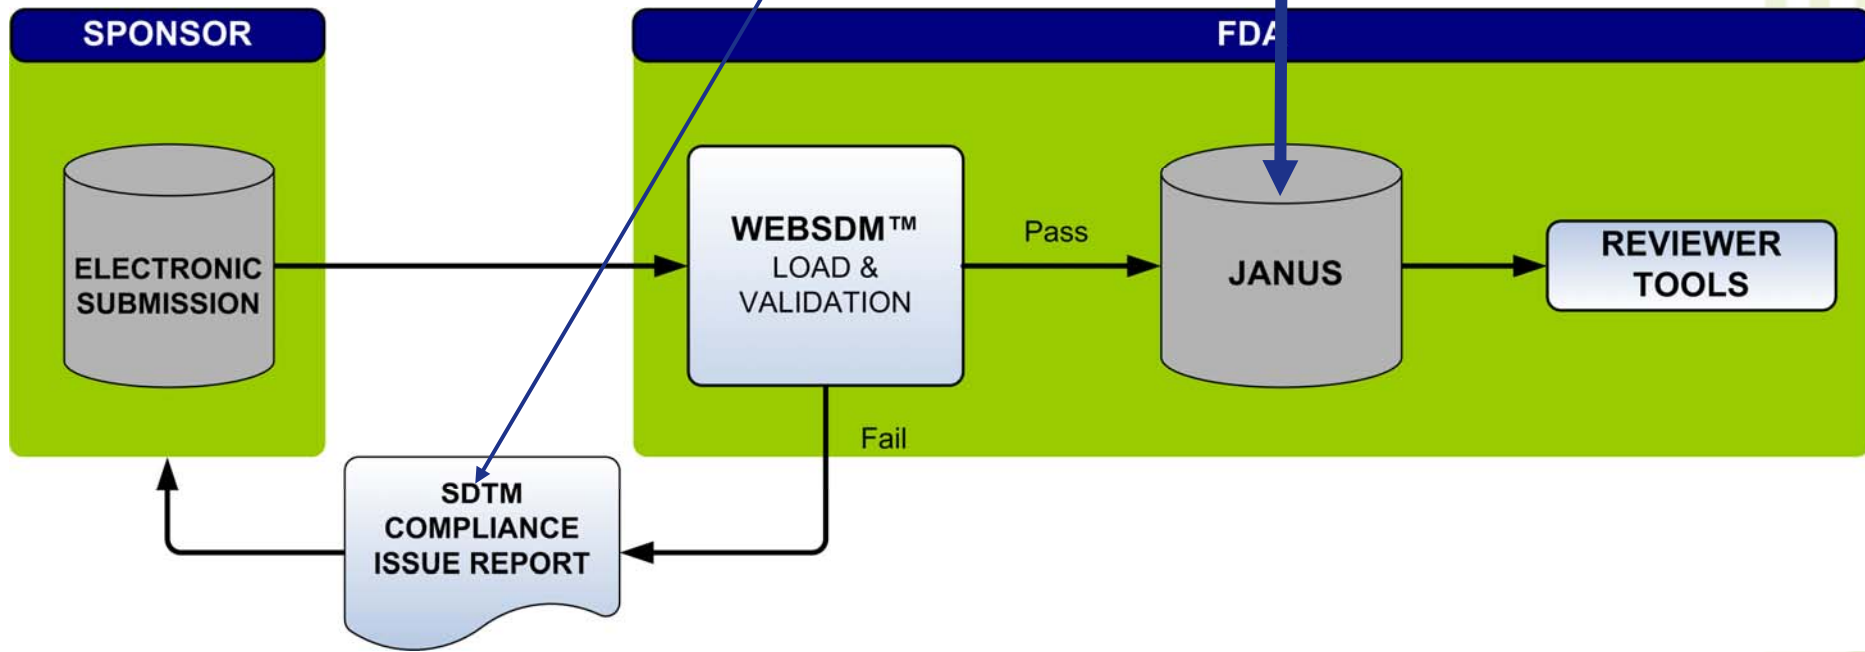 SPONSOR
FDA
ELECTRONIC
SUBMISSION
WEBSDM™
LOAD &
VALIDATION
Pass
JANUS
REVIEWER
TOOLS
Fail
SDTM
COMPLIANCE
ISSUE REPORT